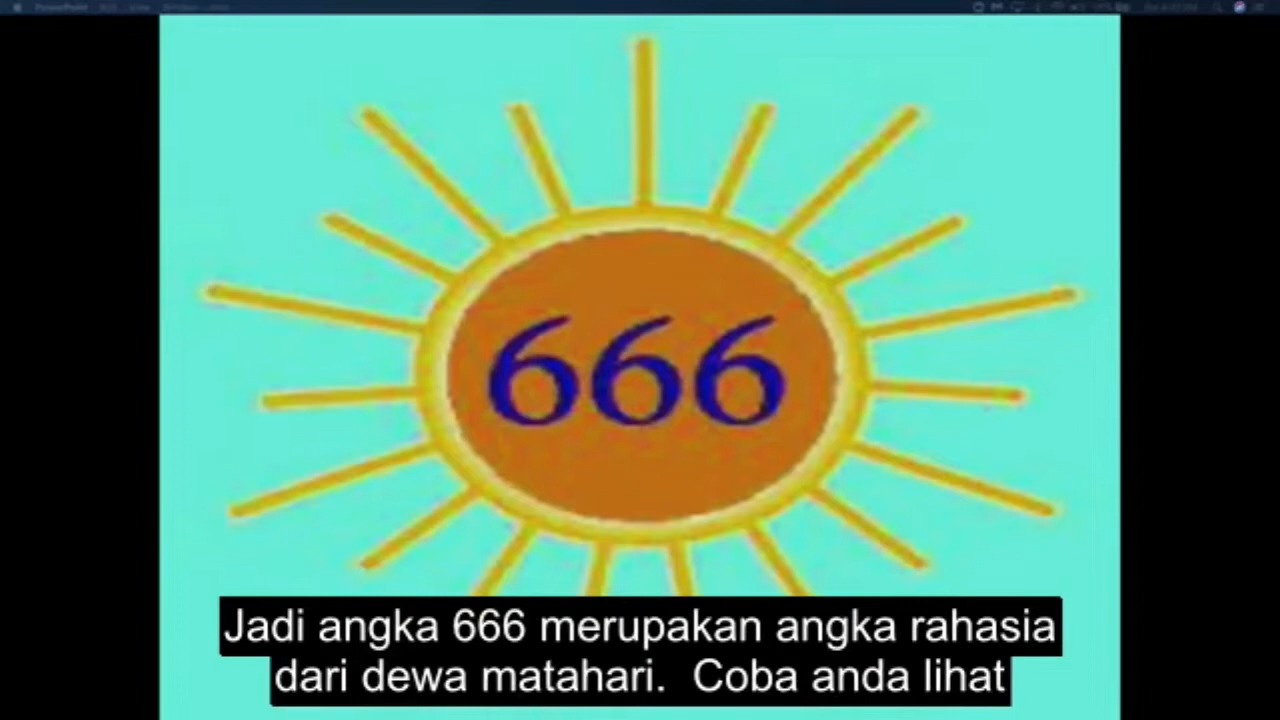 666
Jadi angka 666 merupakan angka rahasia
dari dewa matahari.  Coba anda lihat